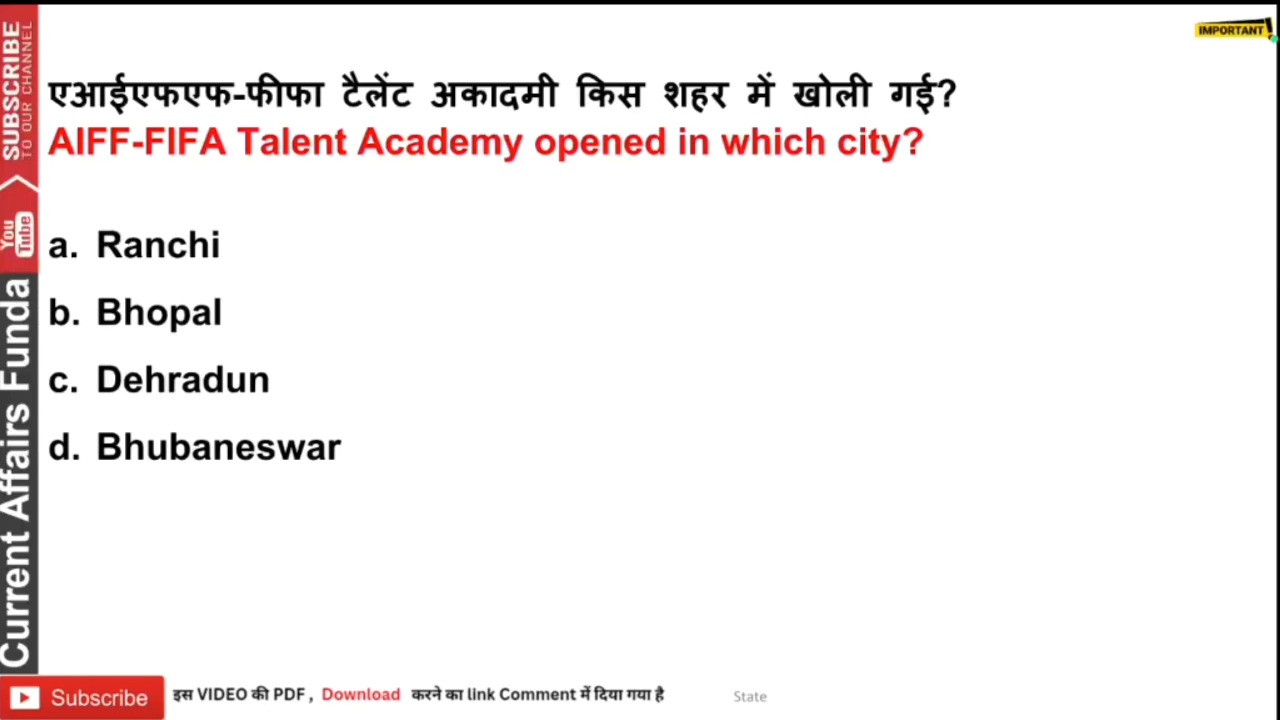 IMPORTANT!
एआईएफएफ-फीफा टैलेंट अकादमी किस शहर में खोली गई?
AIFF-FIFA Talent Academy opened in which city?
a. Ranchi
b. Bhopal
c. Dehradun
d. Bhubaneswar
SUBSCRIBE
TO OUR CHANNEL
You
Tube
Current Affairs Funda
Subscribe
इस VIDEO की PDF , Download करने का link Comment में दिया गया है
State